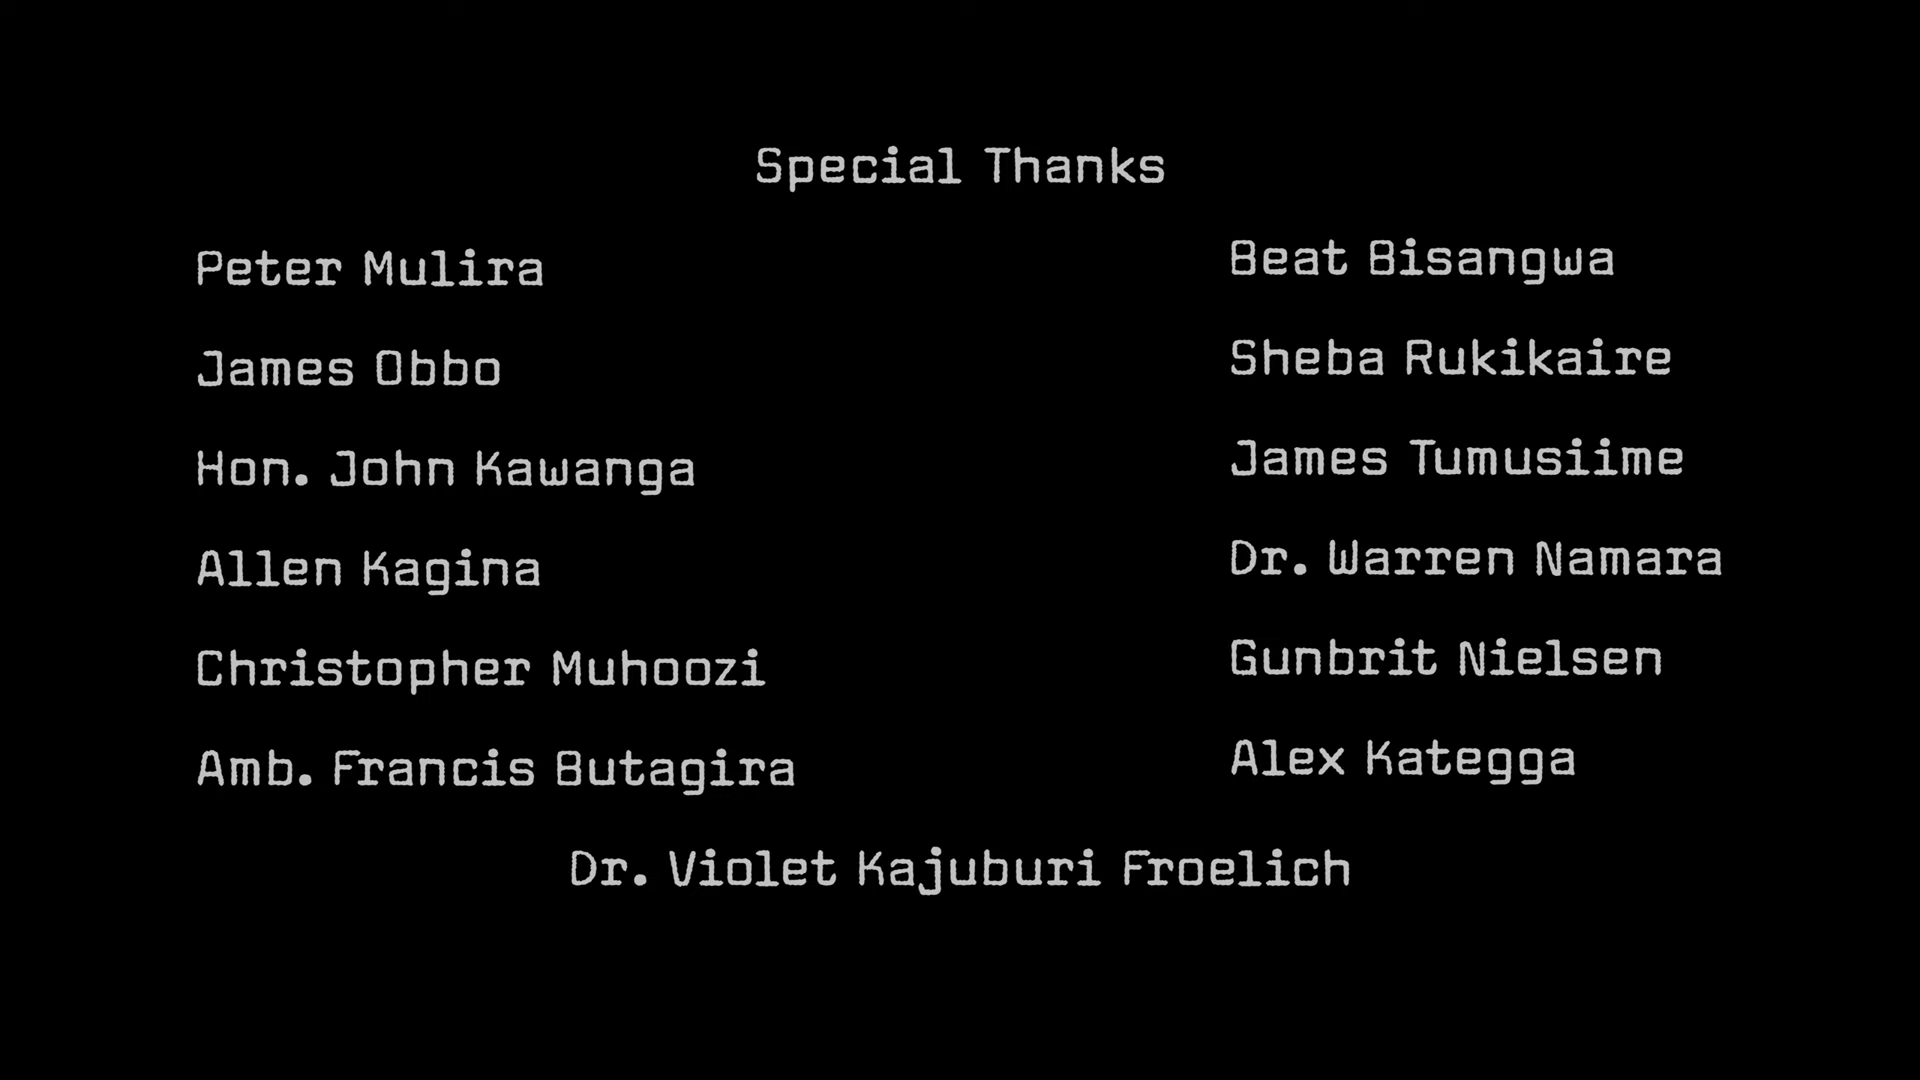 Special Thanks
Peter Mulira
James Obbo
Hon. John Kawanga
Allen Kagina
Christopher Muhoozi
Amb. Francis Butagira
Beat Bisangwa
Sheba Rukikaire
James Tumusiime
Dr. Warren Namara
Gunbrit Nielsen
Alex Kategga
Dr. Violet Kajuburi Froelich